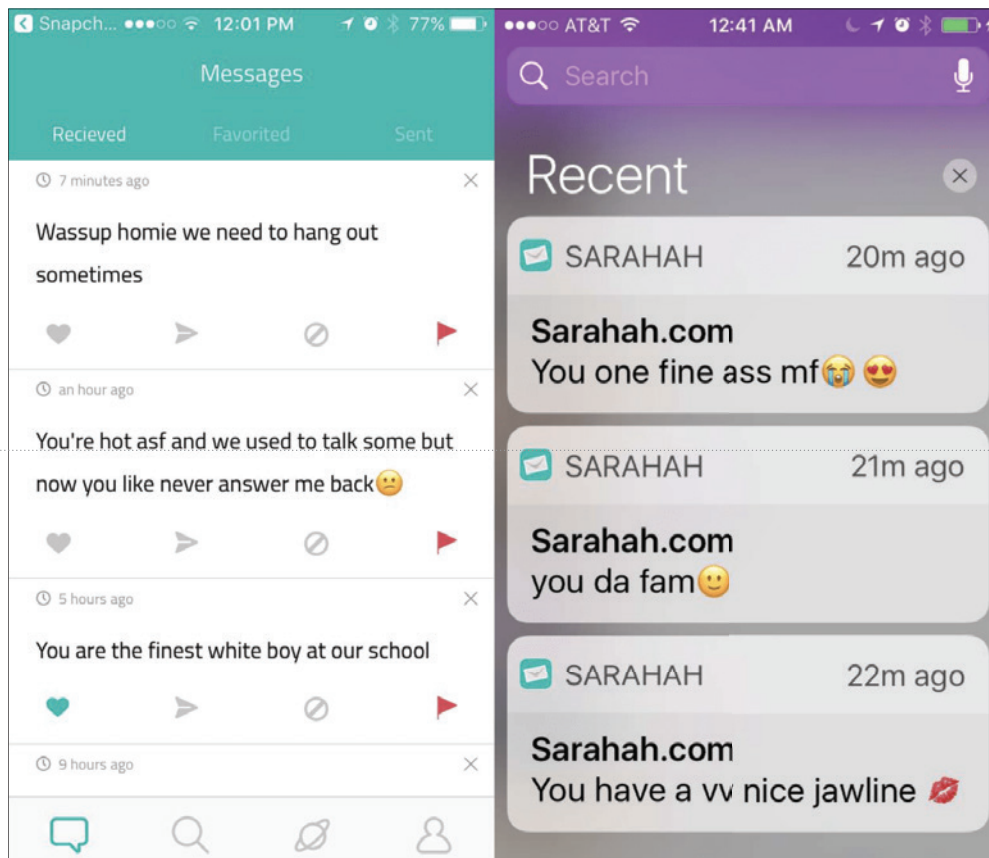 Snapch... 12:01 PM 77%
Messages
Recieved Favorited Sent
7 minutes ago
Wassup homie we need to hang out
sometimes
an hour ago
You're hot asf and we used to talk some but
now you like never answer me back😕
5 hours ago
You are the finest white boy at our school
9 hours ago
AT&T 12:41 AM
Search
Recent
SARAHAH 20m ago
Sarahah.com
You one fine ass mf😭😍
SARAHAH 21m ago
Sarahah.com
you da fam🙂
SARAHAH 22m ago
Sarahah.com
You have a vv nice jawline 💋